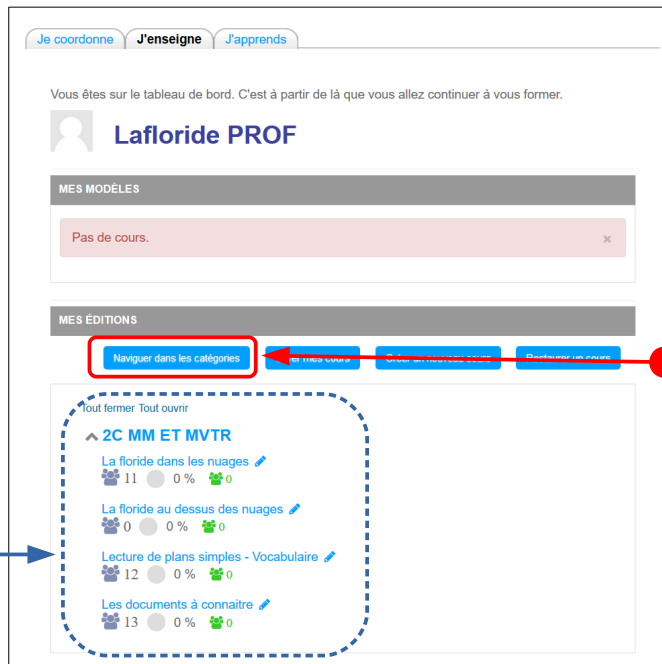 Je coordonne J'enseigne J'apprends
Vous êtes sur le tableau de bord. C'est à partir de là que vous allez continuer à vous former.
Lafloride PROF
MES MODÈLES
Pas de cours. ×
MES ÉDITIONS
Naviguer dans les catégories mes cours Créer un nouveau cours Restaurer un cours
Tout fermer Tout ouvrir
2C MM ET MVTR
La floride dans les nuages
11 0 % 0
La floride au dessus des nuages
0 0 % 0
Lecture de plans simples - Vocabulaire
12 0 % 0
Les documents à connaitre
13 0 % 0